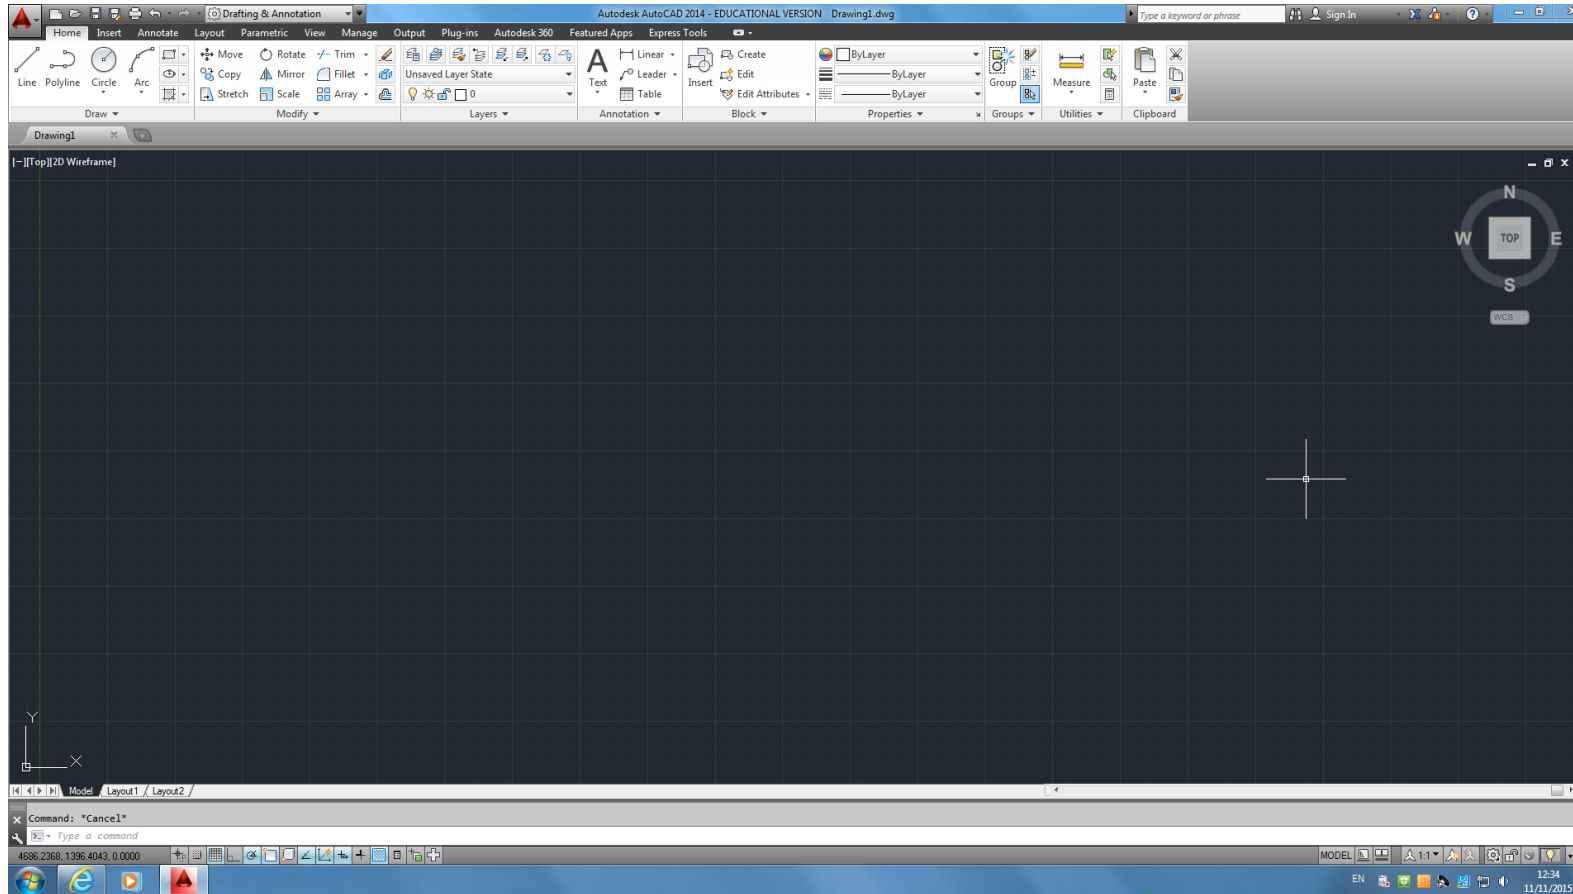 Drafting & Annotation
Autodesk AutoCAD 2014 - EDUCATIONAL VERSION Drawing1.dwg
Type a keyword or phrase
Sign In
Home Insert Annotate Layout Parametric View Manage Output Plug-ins Autodesk 360 Featured Apps Express Tools
Line Polyline Circle Arc
Move Rotate Trim
Copy Mirror Fillet
Stretch Scale Array
Unsaved Layer State
0
Text
Linear
Leader
Table
Insert
Create
Edit
Edit Attributes
ByLayer
ByLayer
ByLayer
Group
Measure
Paste
Draw Modify Layers Annotation Block Properties Groups Utilities Clipboard
Drawing1
[−][Top][2D Wireframe]
N
W TOP E
S
WCS
Y
X
Model Layout1 Layout2
Command: *Cancel*
Type a command
4686.2368, 1396.4043, 0.0000
MODEL
1:1
EN
12:34
11/11/2015